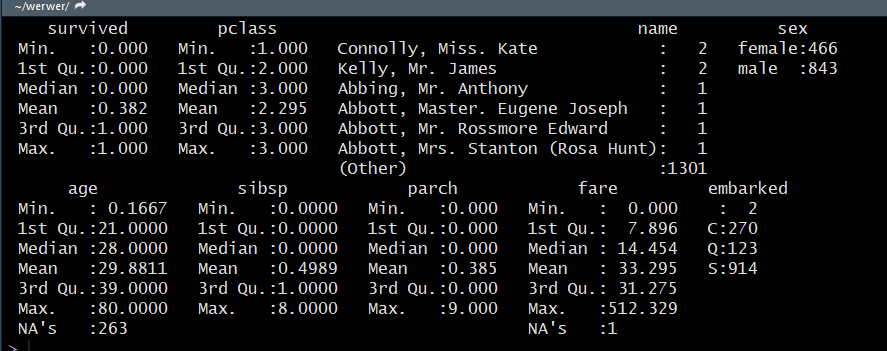 ~/werwer/
survived pclass name sex
Min. :0.000 Min. :1.000 Connolly, Miss. Kate : 2 female:466
1st Qu.:0.000 1st Qu.:2.000 Kelly, Mr. James : 2 male :843
Median :0.000 Median :3.000 Abbing, Mr. Anthony : 1
Mean :0.382 Mean :2.295 Abbott, Master. Eugene Joseph : 1
3rd Qu.:1.000 3rd Qu.:3.000 Abbott, Mr. Rossmore Edward : 1
Max. :1.000 Max. :3.000 Abbott, Mrs. Stanton (Rosa Hunt): 1
(Other) :1301
age sibsp parch fare embarked
Min. : 0.1667 Min. :0.0000 Min. :0.000 Min. : 0.000 : 2
1st Qu.:21.0000 1st Qu.:0.0000 1st Qu.:0.000 1st Qu.: 7.896 C:270
Median :28.0000 Median :0.0000 Median :0.000 Median : 14.454 Q:123
Mean :29.8811 Mean :0.4989 Mean :0.385 Mean : 33.295 S:914
3rd Qu.:39.0000 3rd Qu.:1.0000 3rd Qu.:0.000 3rd Qu.: 31.275
Max. :80.0000 Max. :8.0000 Max. :9.000 Max. :512.329
NA's :263 NA's :1
>